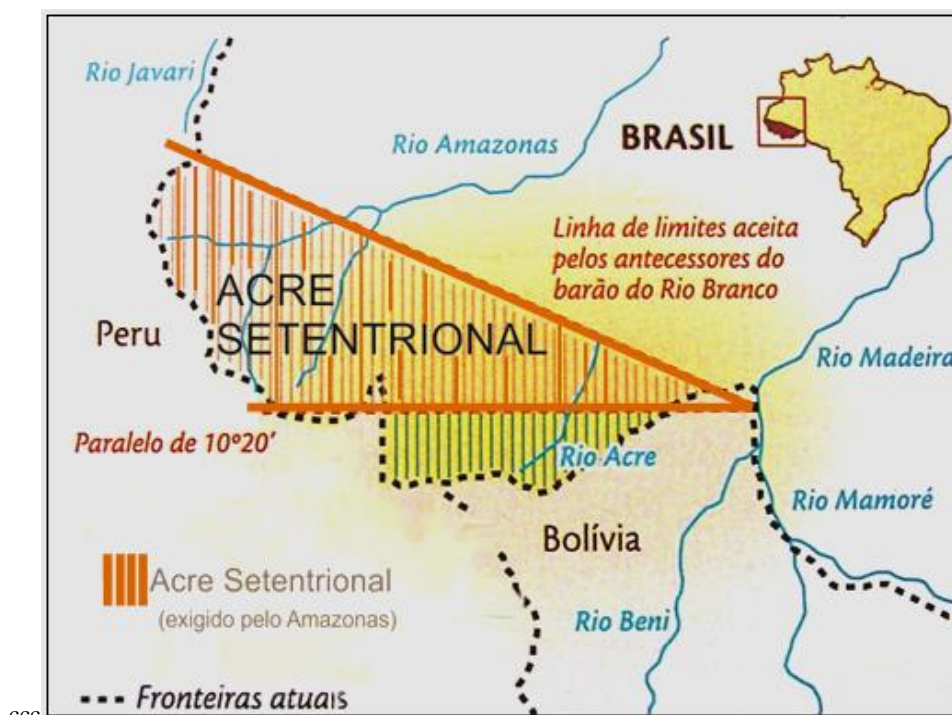 Rio Javari
Rio Amazonas
BRASIL
Linha de limites aceita
pelos antecessores do
barão do Rio Branco
ACRE
SETENTRIONAL
Peru
Rio Madeira
Paralelo de 10º20'
Rio Acre
Rio Mamoré
Bolívia
Acre Setentrional
(exigido pelo Amazonas)
Rio Beni
Fronteiras atuais
ccc